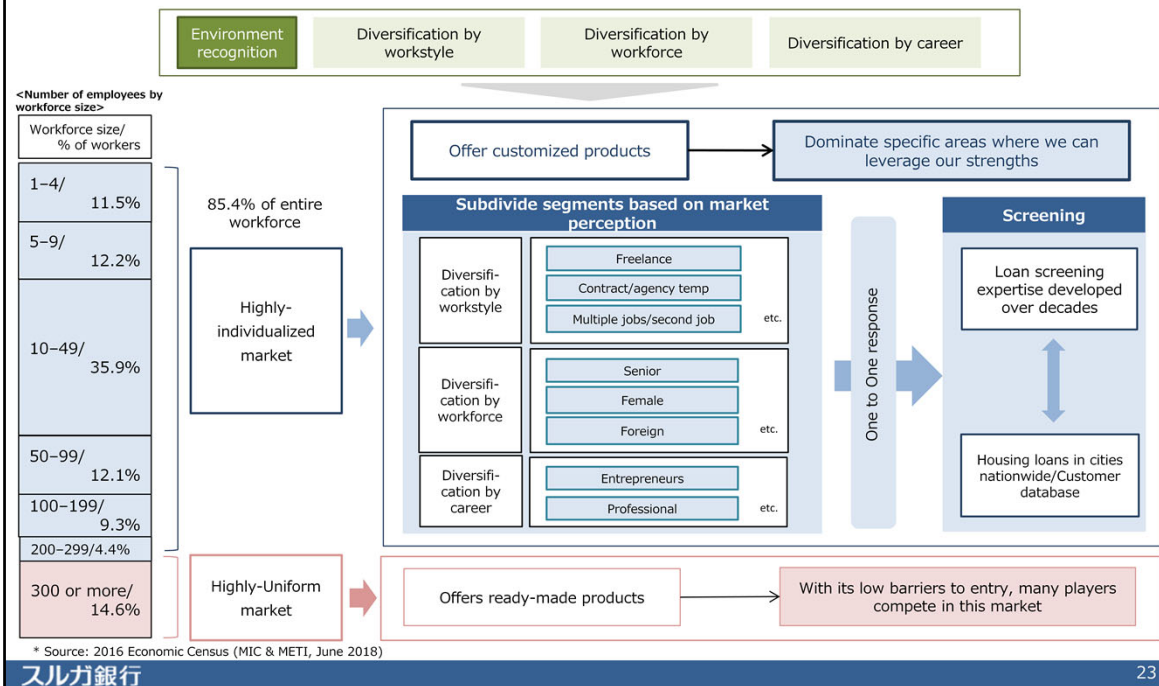 Environment
recognition
Diversification by
workstyle
Diversification by
workforce
Diversification by career
<Number of employees by
workforce size>
Workforce size/
% of workers
1–4/
11.5%
5–9/
12.2%
10–49/
35.9%
50–99/
12.1%
100–199/
9.3%
200–299/4.4%
300 or more/
14.6%
85.4% of entire
workforce
Highly-
individualized
market
Highly-Uniform
market
Offer customized products
Dominate specific areas where we can
leverage our strengths
Subdivide segments based on market
perception
Diversifi-
cation by
workstyle
Freelance
Contract/agency temp
Multiple jobs/second job
etc.
Diversifi-
cation by
workforce
Senior
Female
Foreign
etc.
Diversifi-
cation by
career
Entrepreneurs
Professional
etc.
One to One response
Screening
Loan screening
expertise developed
over decades
Housing loans in cities
nationwide/Customer
database
Offers ready-made products
With its low barriers to entry, many players
compete in this market
* Source: 2016 Economic Census (MIC & METI, June 2018)
スルガ銀行
23